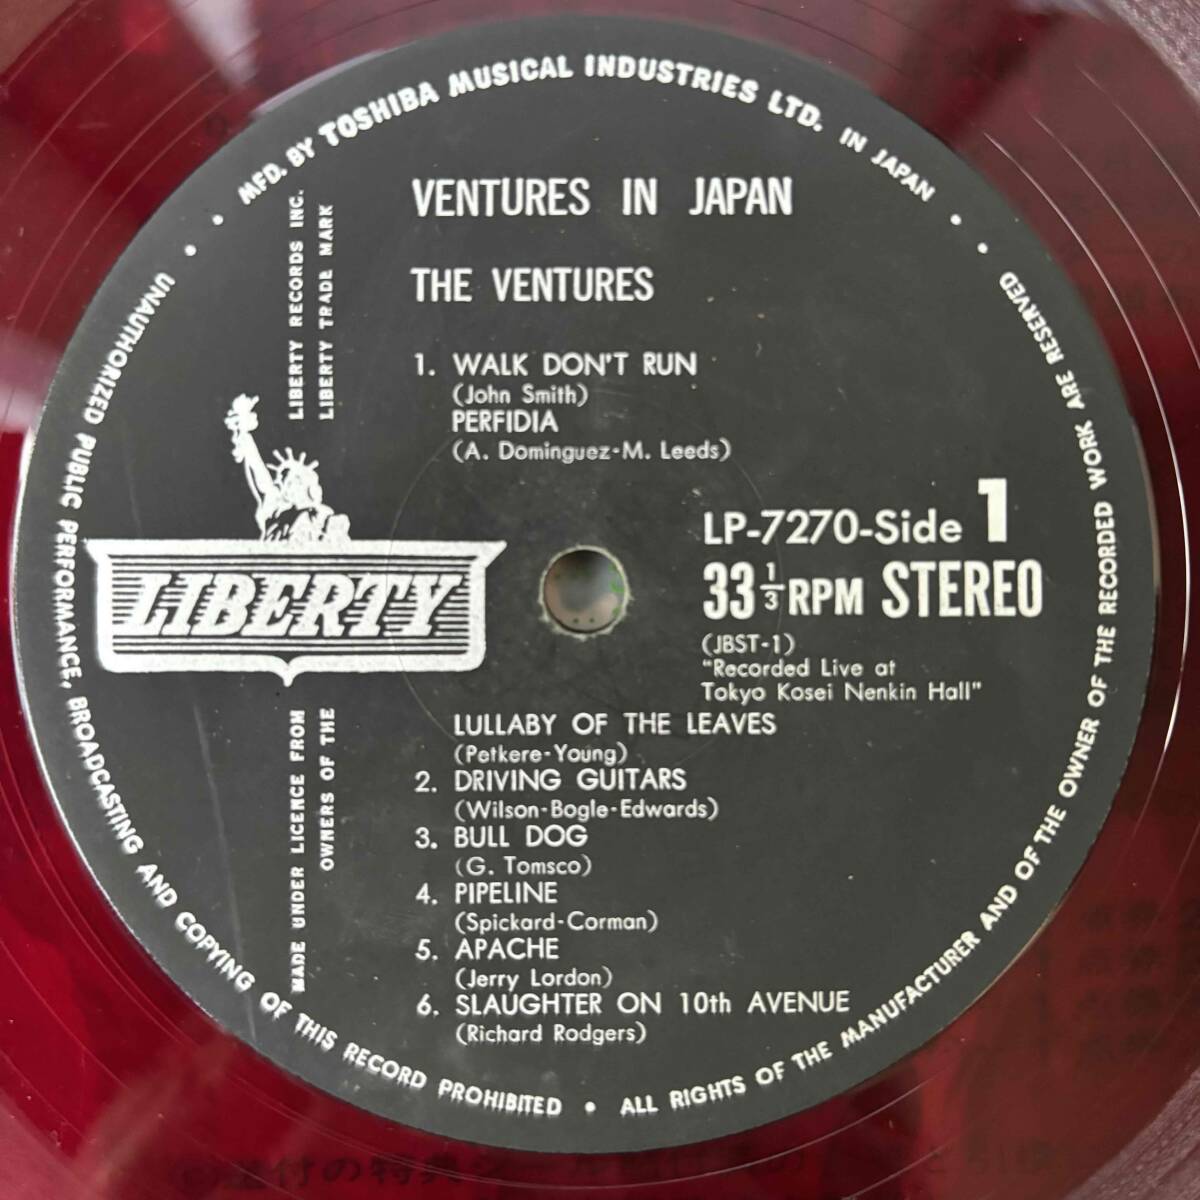 MFD. BY TOSHIBA MUSICAL INDUSTRIES LTD. IN JAPAN
VENTURES IN JAPAN
THE VENTURES
1. WALK DON'T RUN
(John Smith)
PERFIDIA
(A. Dominguez-M. Leeds)
LP-7270-Side 1
33 1/3 RPM STEREO
(JBST-1)
"Recorded Live at
Tokyo Kosei Nenkin Hall"
LULLABY OF THE LEAVES
(Petkere-Young)
2. DRIVING GUITARS
(Wilson-Bogle-Edwards)
3. BULL DOG
(G. Tomsco)
4. PIPELINE
(Spickard-Corman)
5. APACHE
(Jerry Lordon)
6. SLAUGHTER ON 10th AVENUE
(Richard Rodgers)
LIBERTY
MADE UNDER LICENCE FROM LIBERTY RECORDS INC.
OWNERS OF THE LIBERTY TRADE MARK
UNAUTHORIZED PUBLIC PERFORMANCE, BROADCASTING AND COPYING OF THIS RECORD PROHIBITED • ALL RIGHTS OF THE MANUFACTURER AND OF THE OWNER OF THE RECORDED WORK ARE RESERVED